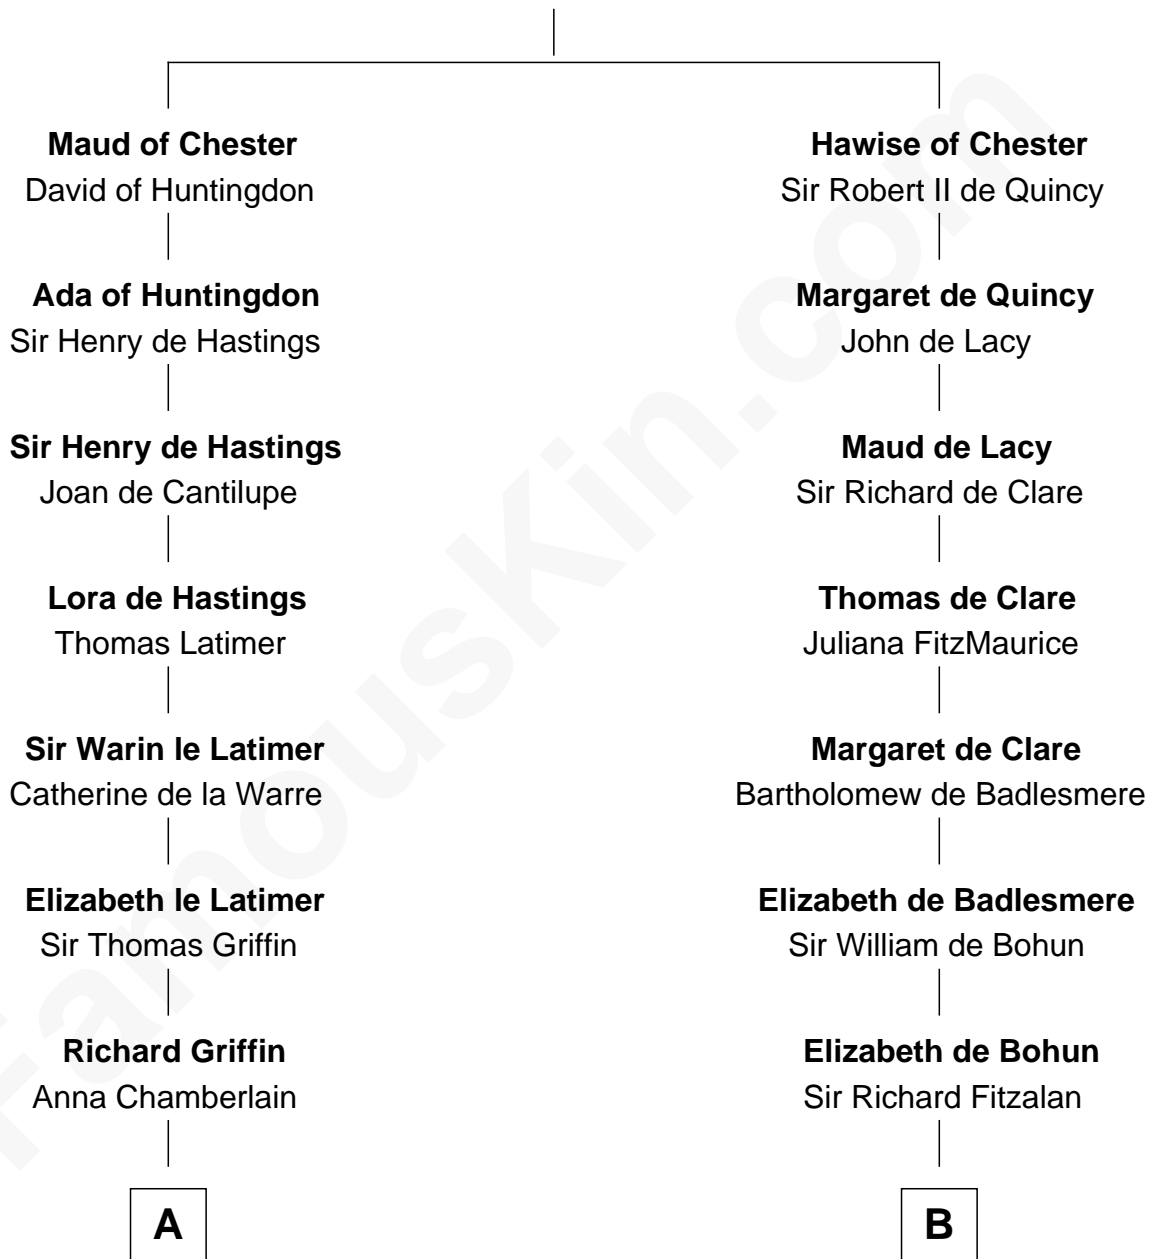 Maud of Chester
David of Huntingdon
Ada of Huntingdon
Sir Henry de Hastings
Sir Henry de Hastings
Joan de Cantilupe
Lora de Hastings
Thomas Latimer
Sir Warin le Latimer
Catherine de la Warre
Elizabeth le Latimer
Sir Thomas Griffin
Richard Griffin
Anna Chamberlain
A
Hawise of Chester
Sir Robert II de Quincy
Margaret de Quincy
John de Lacy
Maud de Lacy
Sir Richard de Clare
Thomas de Clare
Juliana FitzMaurice
Margaret de Clare
Bartholomew de Badlesmere
Elizabeth de Badlesmere
Sir William de Bohun
Elizabeth de Bohun
Sir Richard Fitzalan
B
FamousKin.com